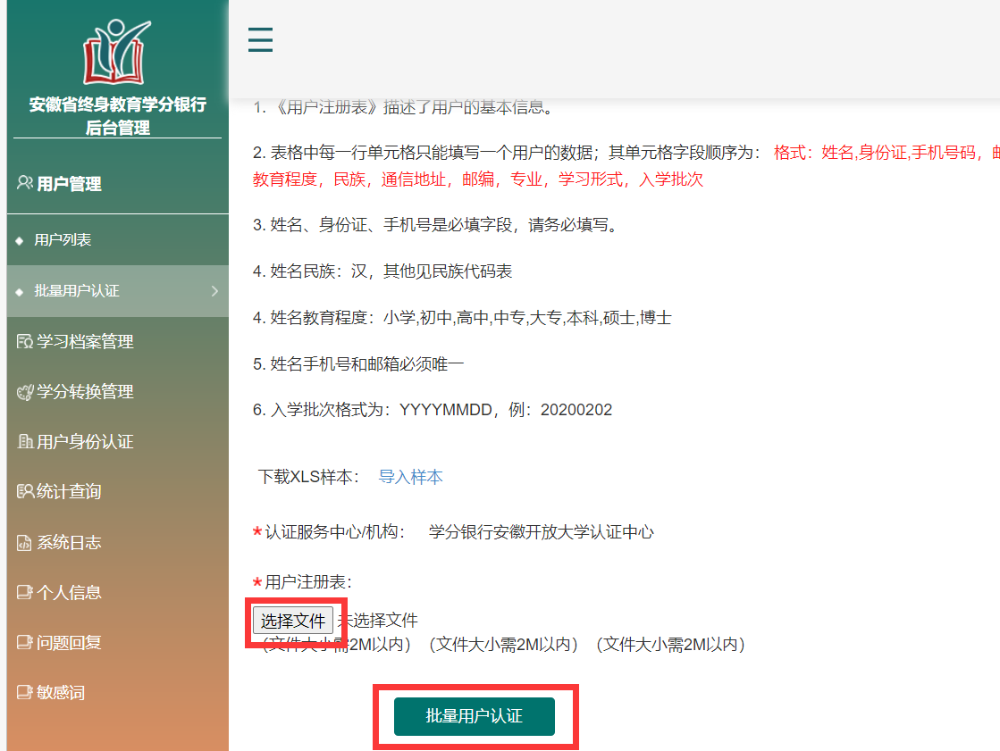 安徽省终身教育学分银行
后台管理
用户管理
用户列表
批量用户认证
学习档案管理
学分转换管理
用户身份认证
统计查询
系统日志
个人信息
问题回复
敏感词
1. 《用户注册表》描述了用户的基本信息。
2. 表格中每一行单元格只能填写一个用户的数据；其单元格字段顺序为： 格式：姓名,身份证,手机号码，
教育程度，民族，通信地址，邮编，专业，学习形式，入学批次
3. 姓名、身份证、手机号是必填字段，请务必填写。
4. 姓名民族：汉，其他见民族代码表
4. 姓名教育程度：小学,初中,高中,中专,大专,本科,硕士,博士
5. 姓名手机号和邮箱必须唯一
6. 入学批次格式为：YYYYMMDD，例：20200202
下载XLS样本： 导入样本
*认证服务中心/机构： 学分银行安徽开放大学认证中心
*用户注册表：
选择文件 未选择文件
（文件大小需2M以内）（文件大小需2M以内）（文件大小需2M以内）
批量用户认证